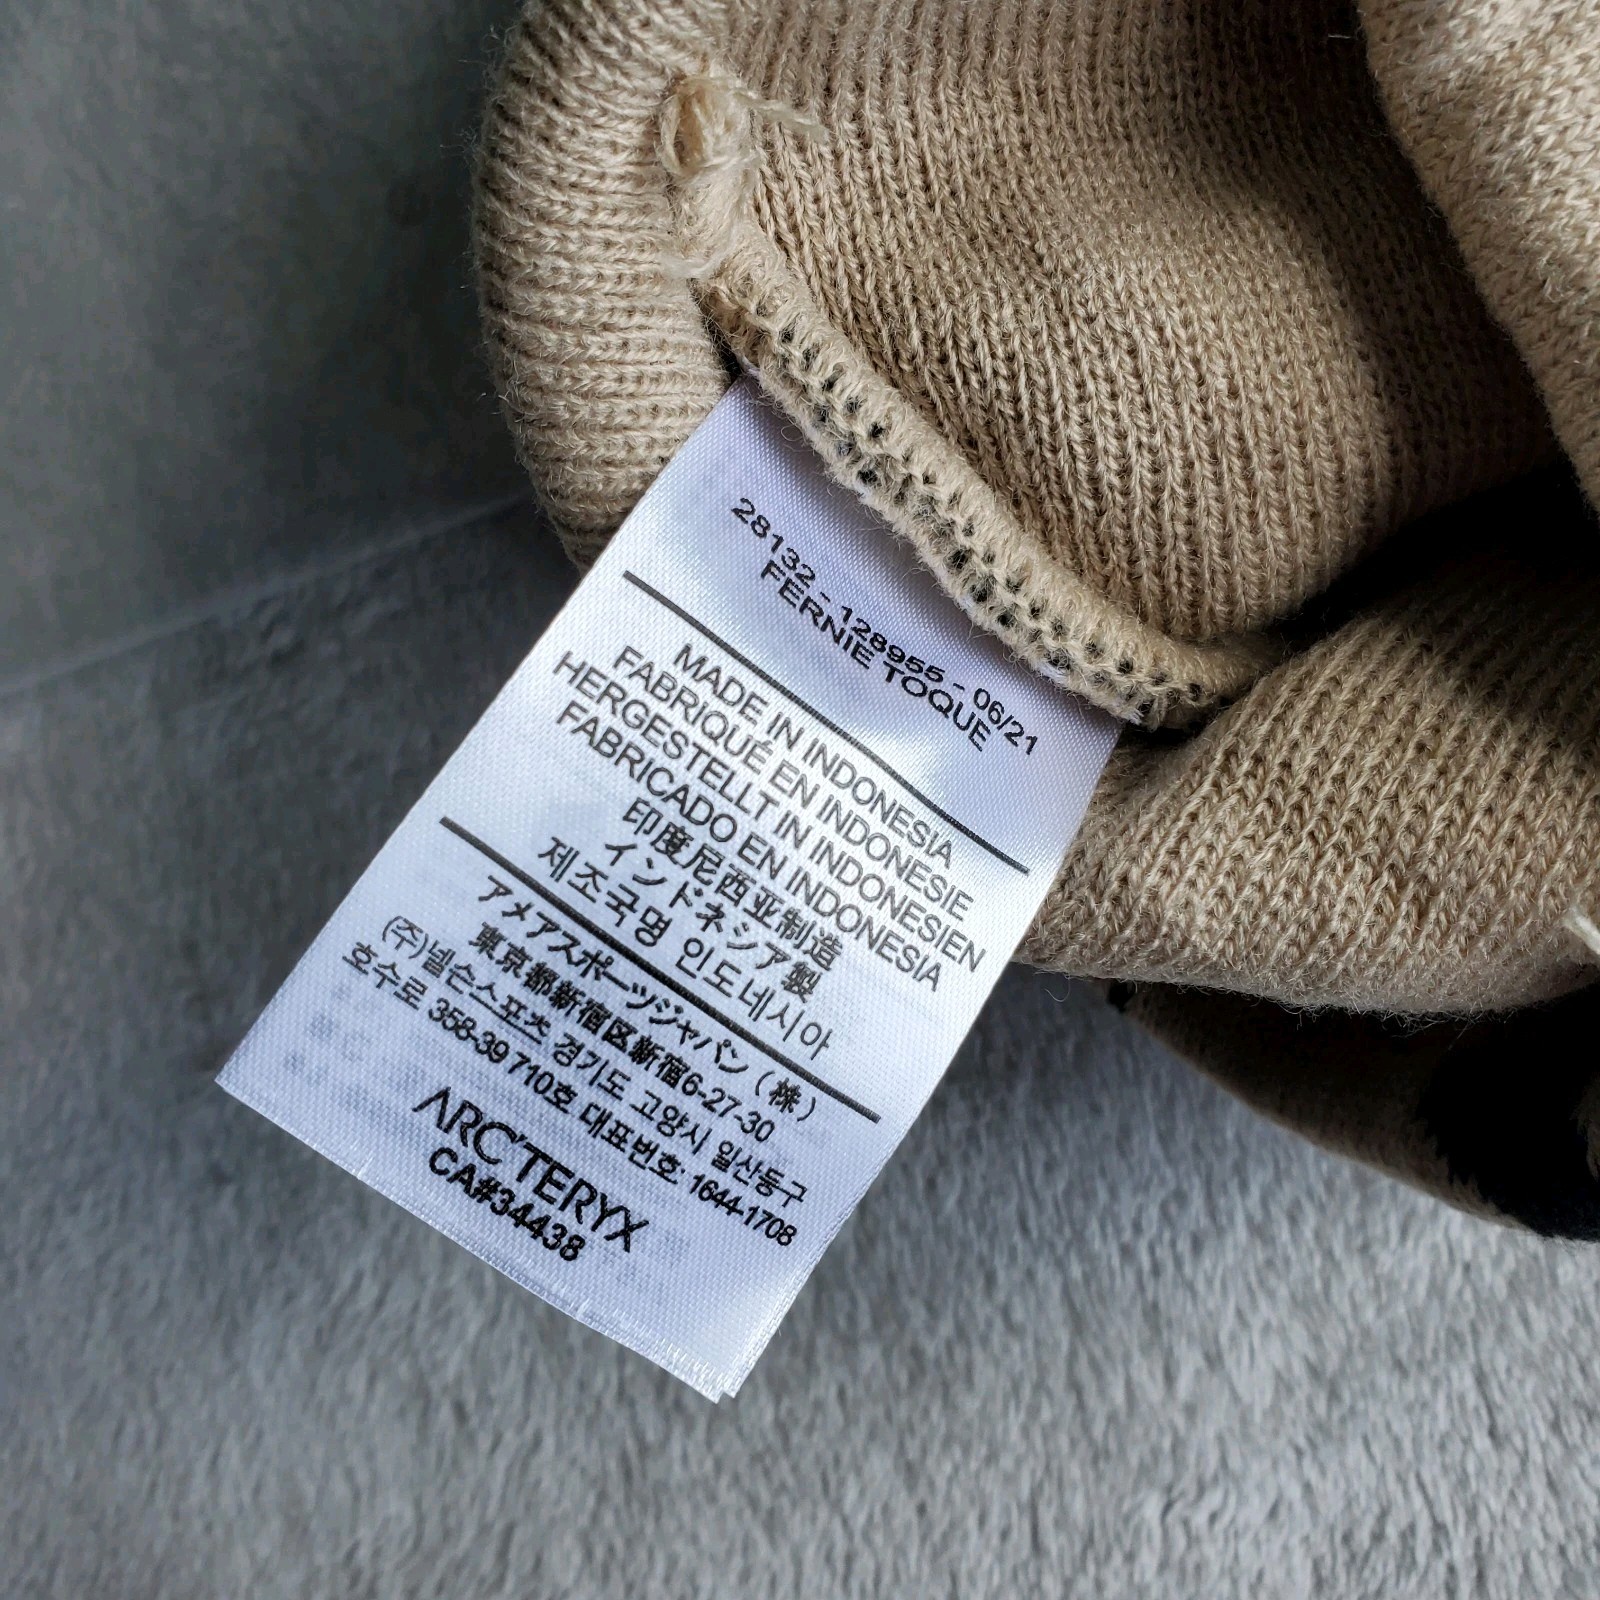 28132 - 128955 - 06/21
FERNIE TOQUE
MADE IN INDONESIA
FABRIQUÉ EN INDONESIE
HERGESTELLT IN INDONESIEN
FABRICADO EN INDONESIA
印度尼西亚制造
インドネシア製
제조국명 인도네시아
アメアスポーツジャパン（株）
東京都新宿区新宿6-27-30
(주)넬슨스포츠 경기도 고양시 일산동구
호수로 358-39 710호 대표번호: 1644-1708
ARC'TERYX
CA#34438